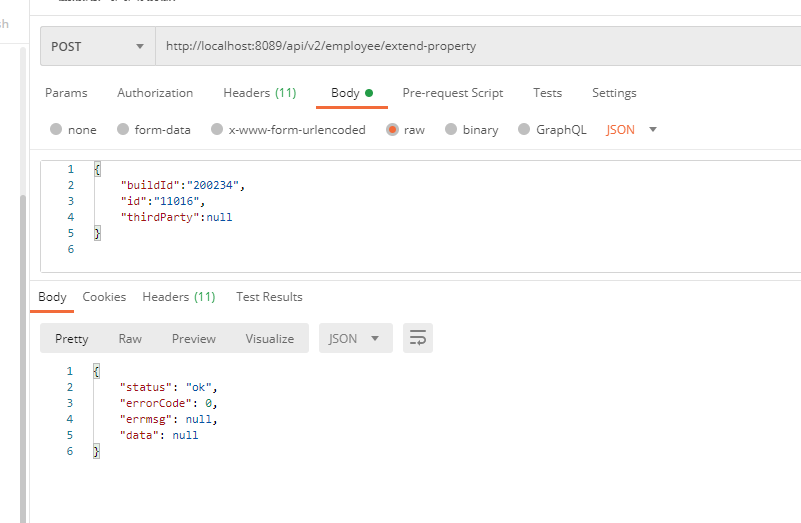 sh
POST http://localhost:8089/api/v2/employee/extend-property
Params Authorization Headers (11) Body Pre-request Script Tests Settings
none form-data x-www-form-urlencoded raw binary GraphQL JSON
1 {
2 "buildId":"200234",
3 "id":"11016",
4 "thirdParty":null
5 }
6
Body Cookies Headers (11) Test Results
Pretty Raw Preview Visualize JSON
1 {
2 "status": "ok",
3 "errorCode": 0,
4 "errmsg": null,
5 "data": null
6 }